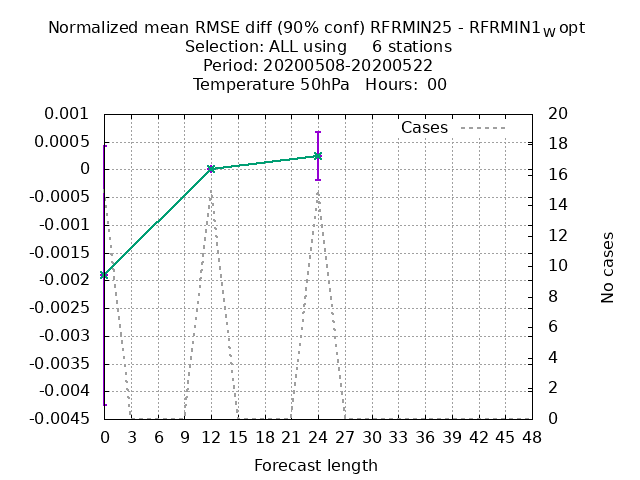 Normalized mean RMSE diff (90% conf) RFRMIN25 - RFRMIN1wopt
Selection: ALL using 6 stations
Period: 20200508-20200522
Temperature 50hPa Hours: 00
0.001
0.0005
0
-0.0005
-0.001
-0.0015
-0.002
-0.0025
-0.003
-0.0035
-0.004
-0.0045
Cases
20
18
16
14
12
10
8
6
4
2
0
No cases
0 3 6 9 12 15 18 21 24 27 30 33 36 39 42 45 48
Forecast length